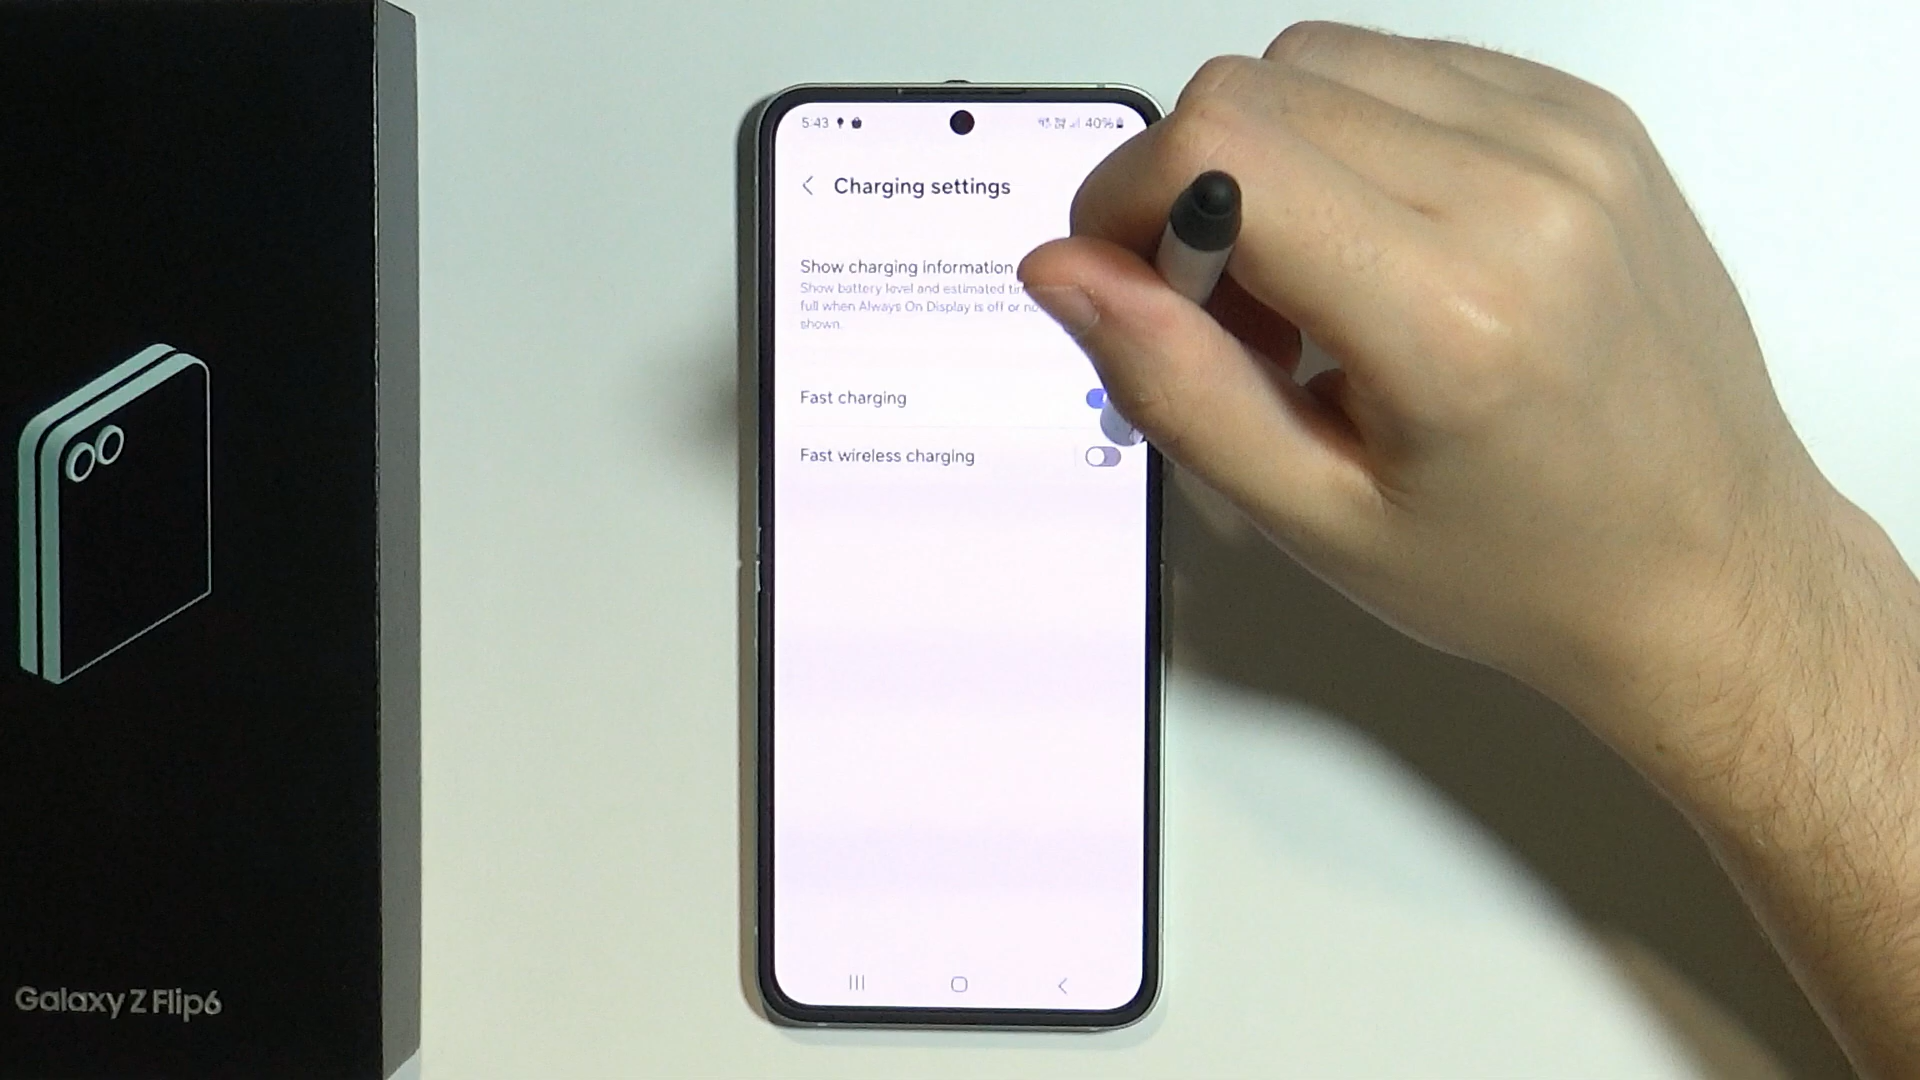 5:43
40%
Charging settings
Show charging information
Show battery level and estimated
full when Always On Display is off or
shown.
Fast charging
Fast wireless charging
Galaxy Z Flip6